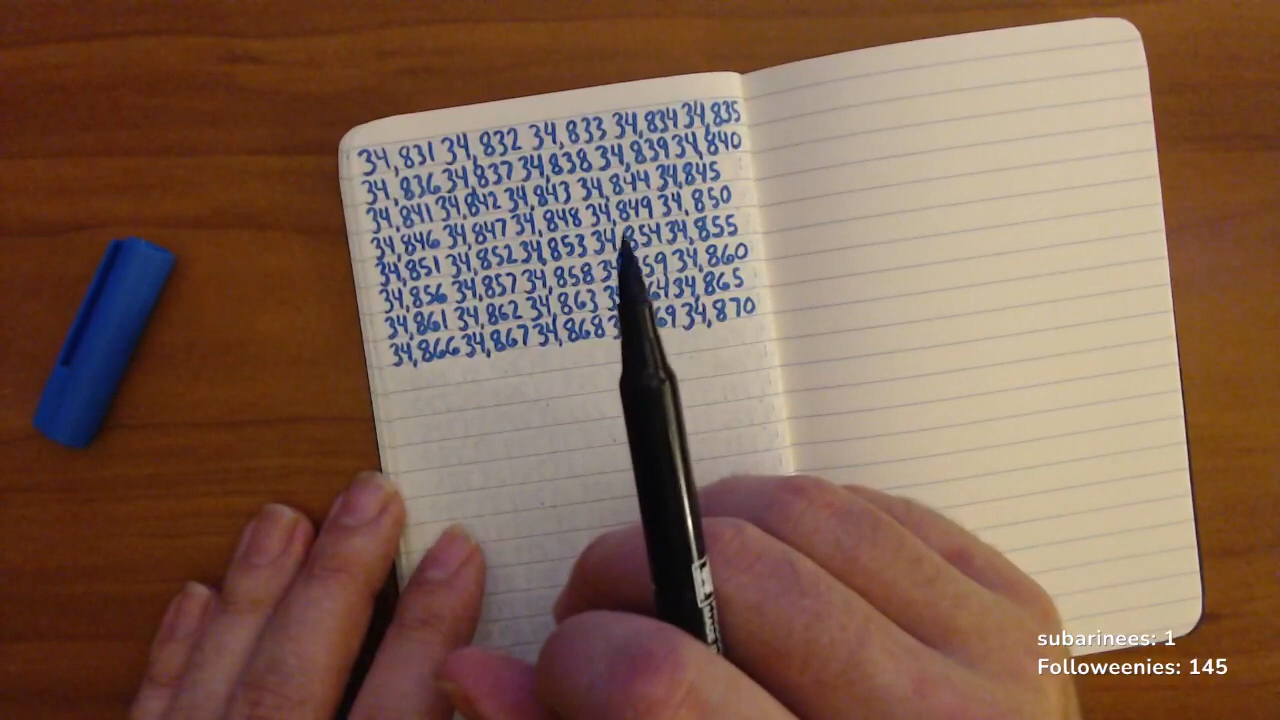 34,831 34,832 34,833 34,834 34,835
34,836 34,837 34,838 34,839 34,840
34,841 34,842 34,843 34,844 34,845
34,846 34,847 34,848 34,849 34,850
34,851 34,852 34,853 34,854 34,855
34,856 34,857 34,858 34,860
34,861 34,862 34,863 34,865
34,866 34,867 34,868 34,870
subarinees: 1
Followeenies: 145